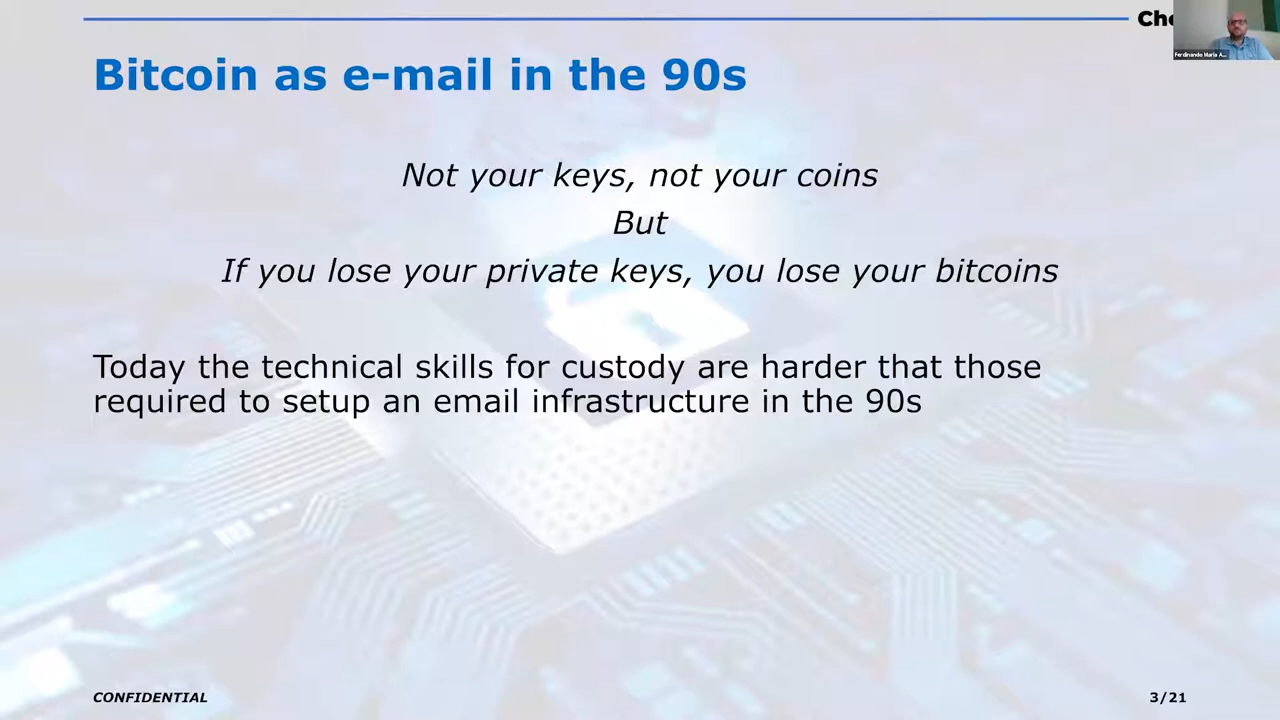 Bitcoin as e-mail in the 90s
Not your keys, not your coins
But
If you lose your private keys, you lose your bitcoins
Today the technical skills for custody are harder that those
required to setup an email infrastructure in the 90s
CONFIDENTIAL
3/21
Ferdinando Maria A...